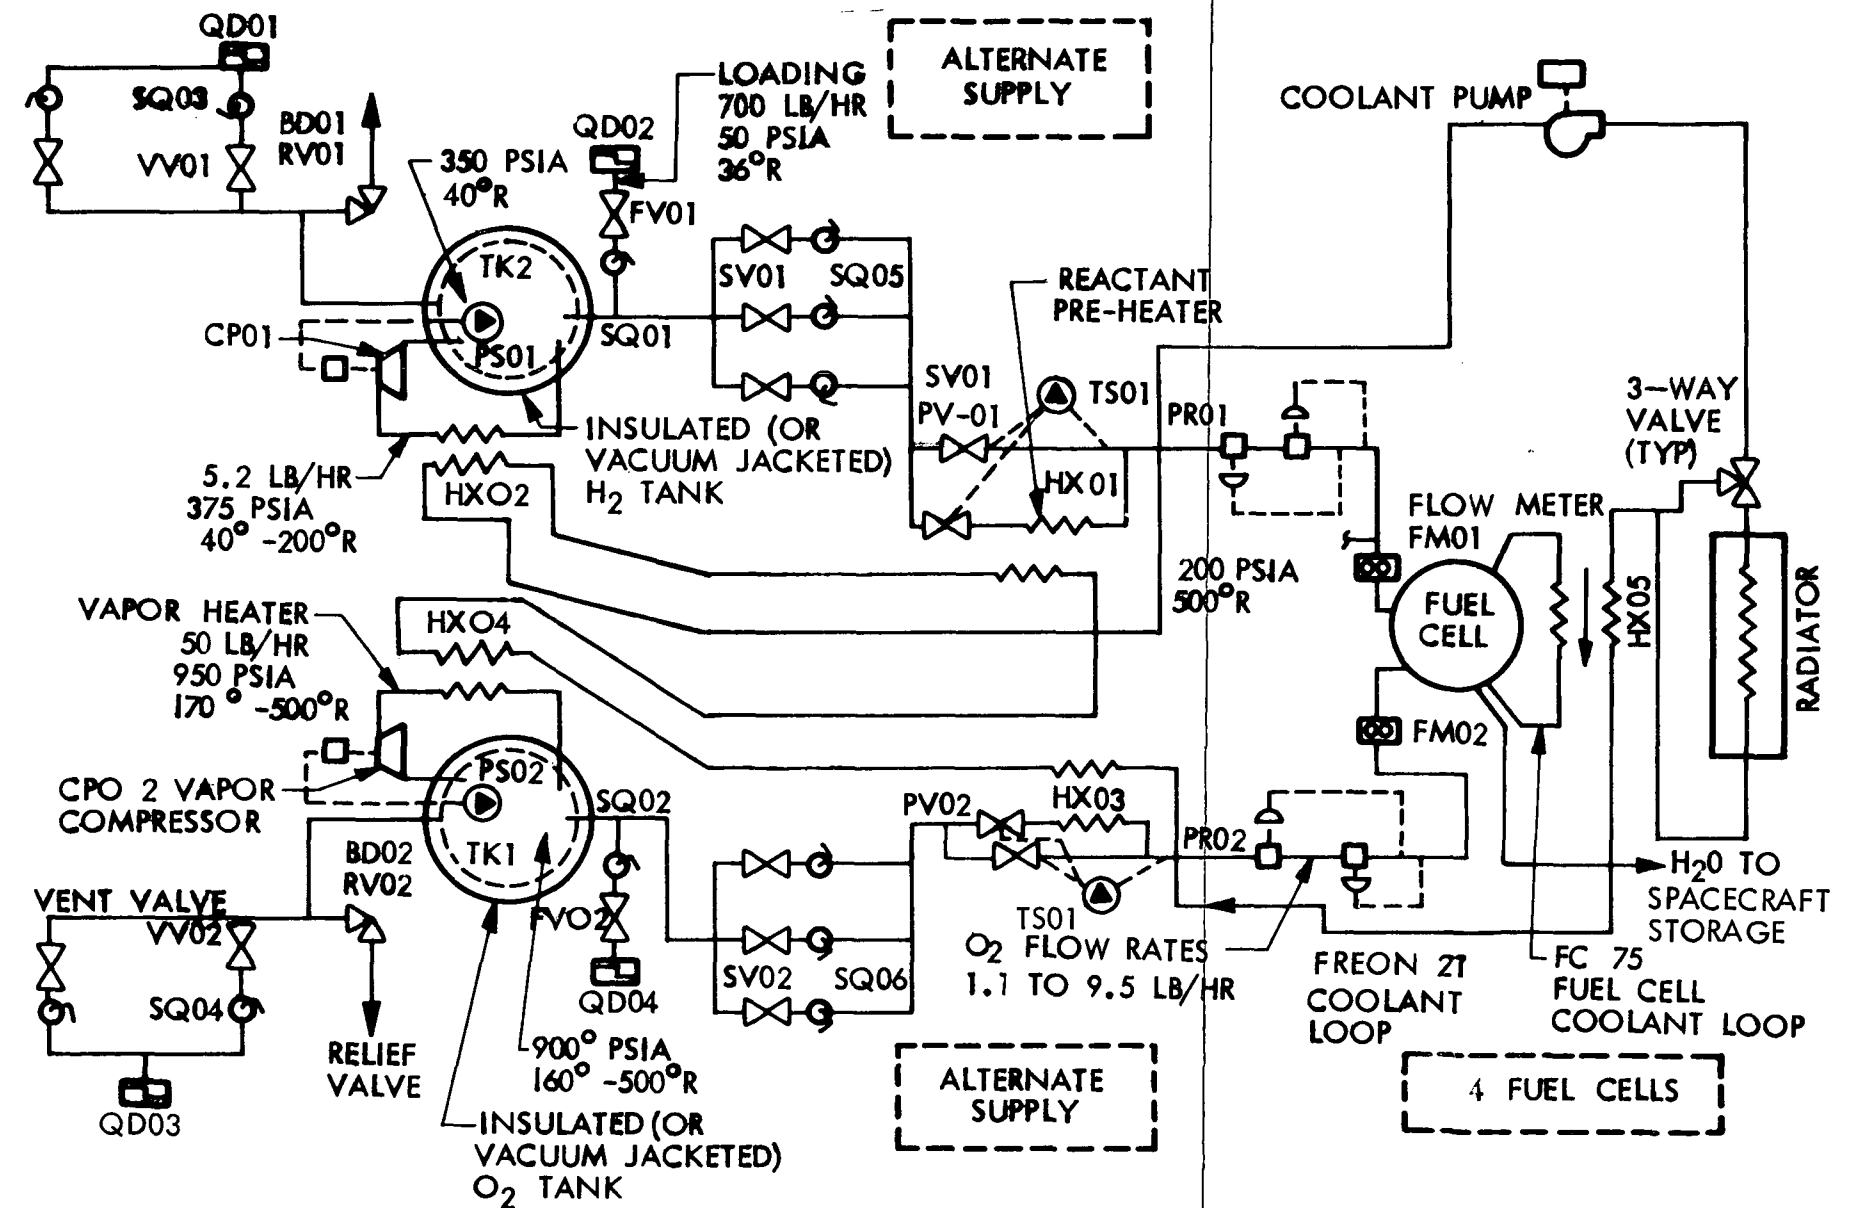 QD01
SQ03
VV01
BD01
RV01
350 PSIA
40°R
QD02
LOADING
700 LB/HR
50 PSIA
36°R
FV01
ALTERNATE
SUPPLY
COOLANT PUMP
TK2
PS01
CP01
SQ01
SV01
SQ05
REACTANT
PRE-HEATER
SV01
PV-01
TS01
PR01
HX01
3-WAY
VALVE
(TYP)
INSULATED (OR
VACUUM JACKETED)
H2 TANK
5.2 LB/HR
375 PSIA
40° -200°R
HXO2
200 PSIA
500°R
FLOW METER
FM01
FUEL
CELL
HX05
RADIATOR
VAPOR HEATER
50 LB/HR
950 PSIA
170° -500°R
HXO4
CPO 2 VAPOR
COMPRESSOR
PS02
TK1
SQ02
BD02
RV02
FVO2
VENT VALVE
VV02
SQ04
QD03
RELIEF
VALVE
QD04
900° PSIA
160° -500°R
INSULATED (OR
VACUUM JACKETED)
O2 TANK
SV02
SQ06
PV02
HX03
TS01
PR02
FM02
O2 FLOW RATES
1.1 TO 9.5 LB/HR
H2O TO
SPACECRAFT
STORAGE
FREON 21
COOLANT
LOOP
FC 75
FUEL CELL
COOLANT LOOP
ALTERNATE
SUPPLY
4 FUEL CELLS